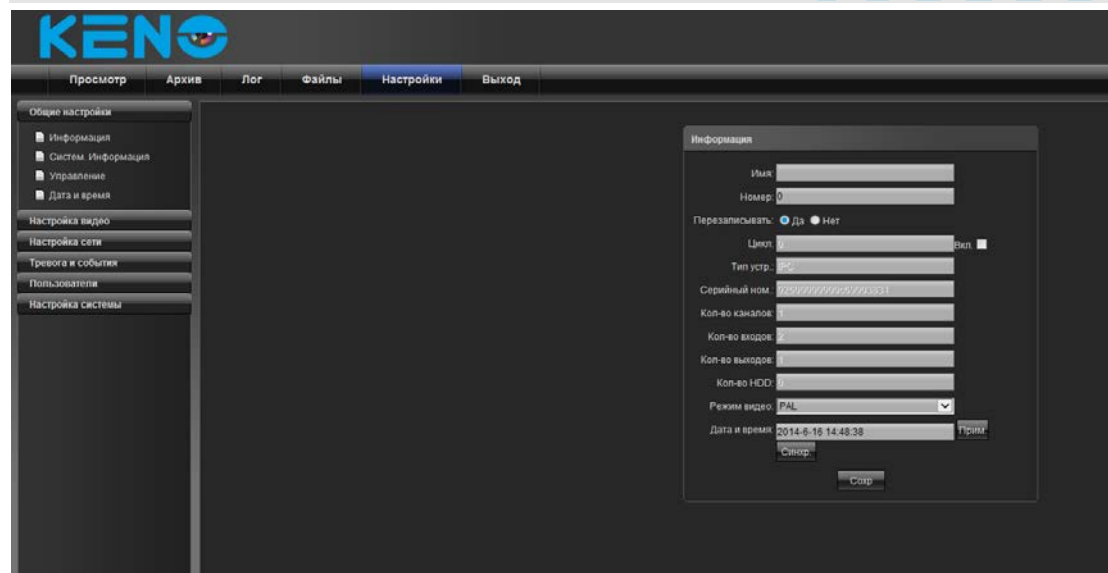 KENO
Просмотр Архив Лог Файлы Настройки Выход
Общие настройки
Информация
Систем. Информация
Управление
Дата и время
Настройка видео
Настройка сети
Тревога и события
Пользователи
Настройка системы
Информация
Имя:
Номер: 0
Перезаписывать: Да Нет
Цикл: 0 Вкл.
Тип устр.: IPC
Серийный ном.:
Кол-во каналов: 1
Кол-во входов: 2
Кол-во выходов: 1
Кол-во HDD: 0
Режим видео: PAL
Дата и время: 2014-6-16 14:48:38 Прим.
Синхр.
Сохр